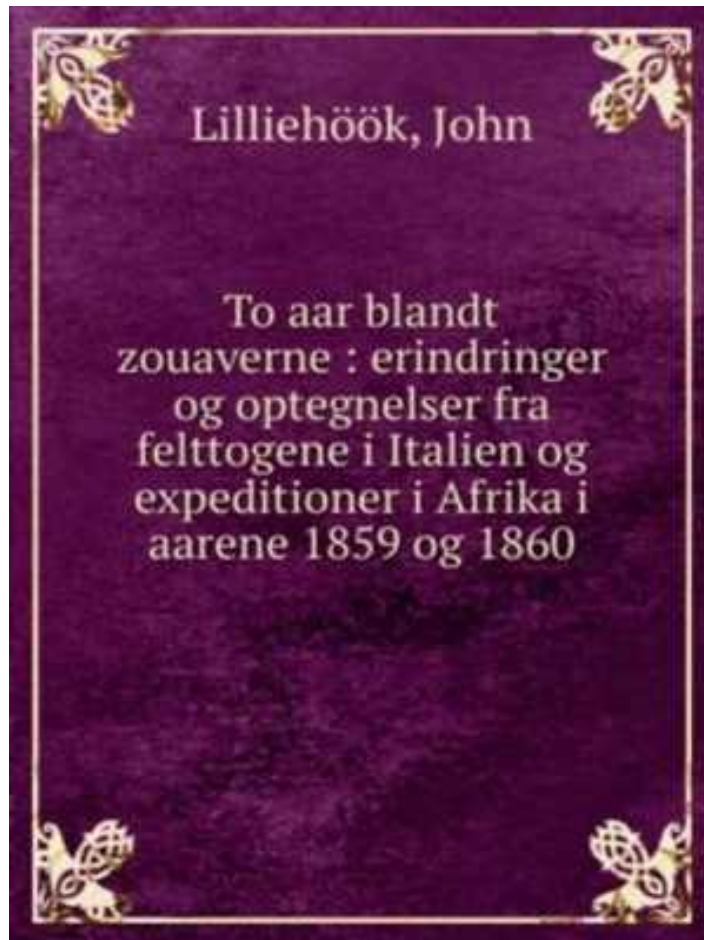 Lilliehöök, John
To aar blandt
zouaverne : erindringer
og optegnelser fra
felttogene i Italien og
expeditioner i Afrika i
aarene 1859 og 1860